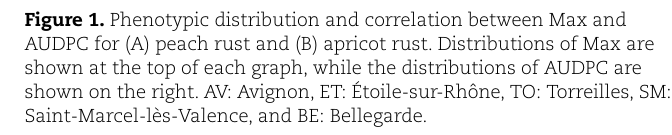 Figure 1. Phenotypic distribution and correlation between Max and
AUDPC for (A) peach rust and (B) apricot rust. Distributions of Max are
shown at the top of each graph, while the distributions of AUDPC are
shown on the right. AV: Avignon, ET: Étoile-sur-Rhône, TO: Torreilles, SM:
Saint-Marcel-lès-Valence, and BE: Bellegarde.